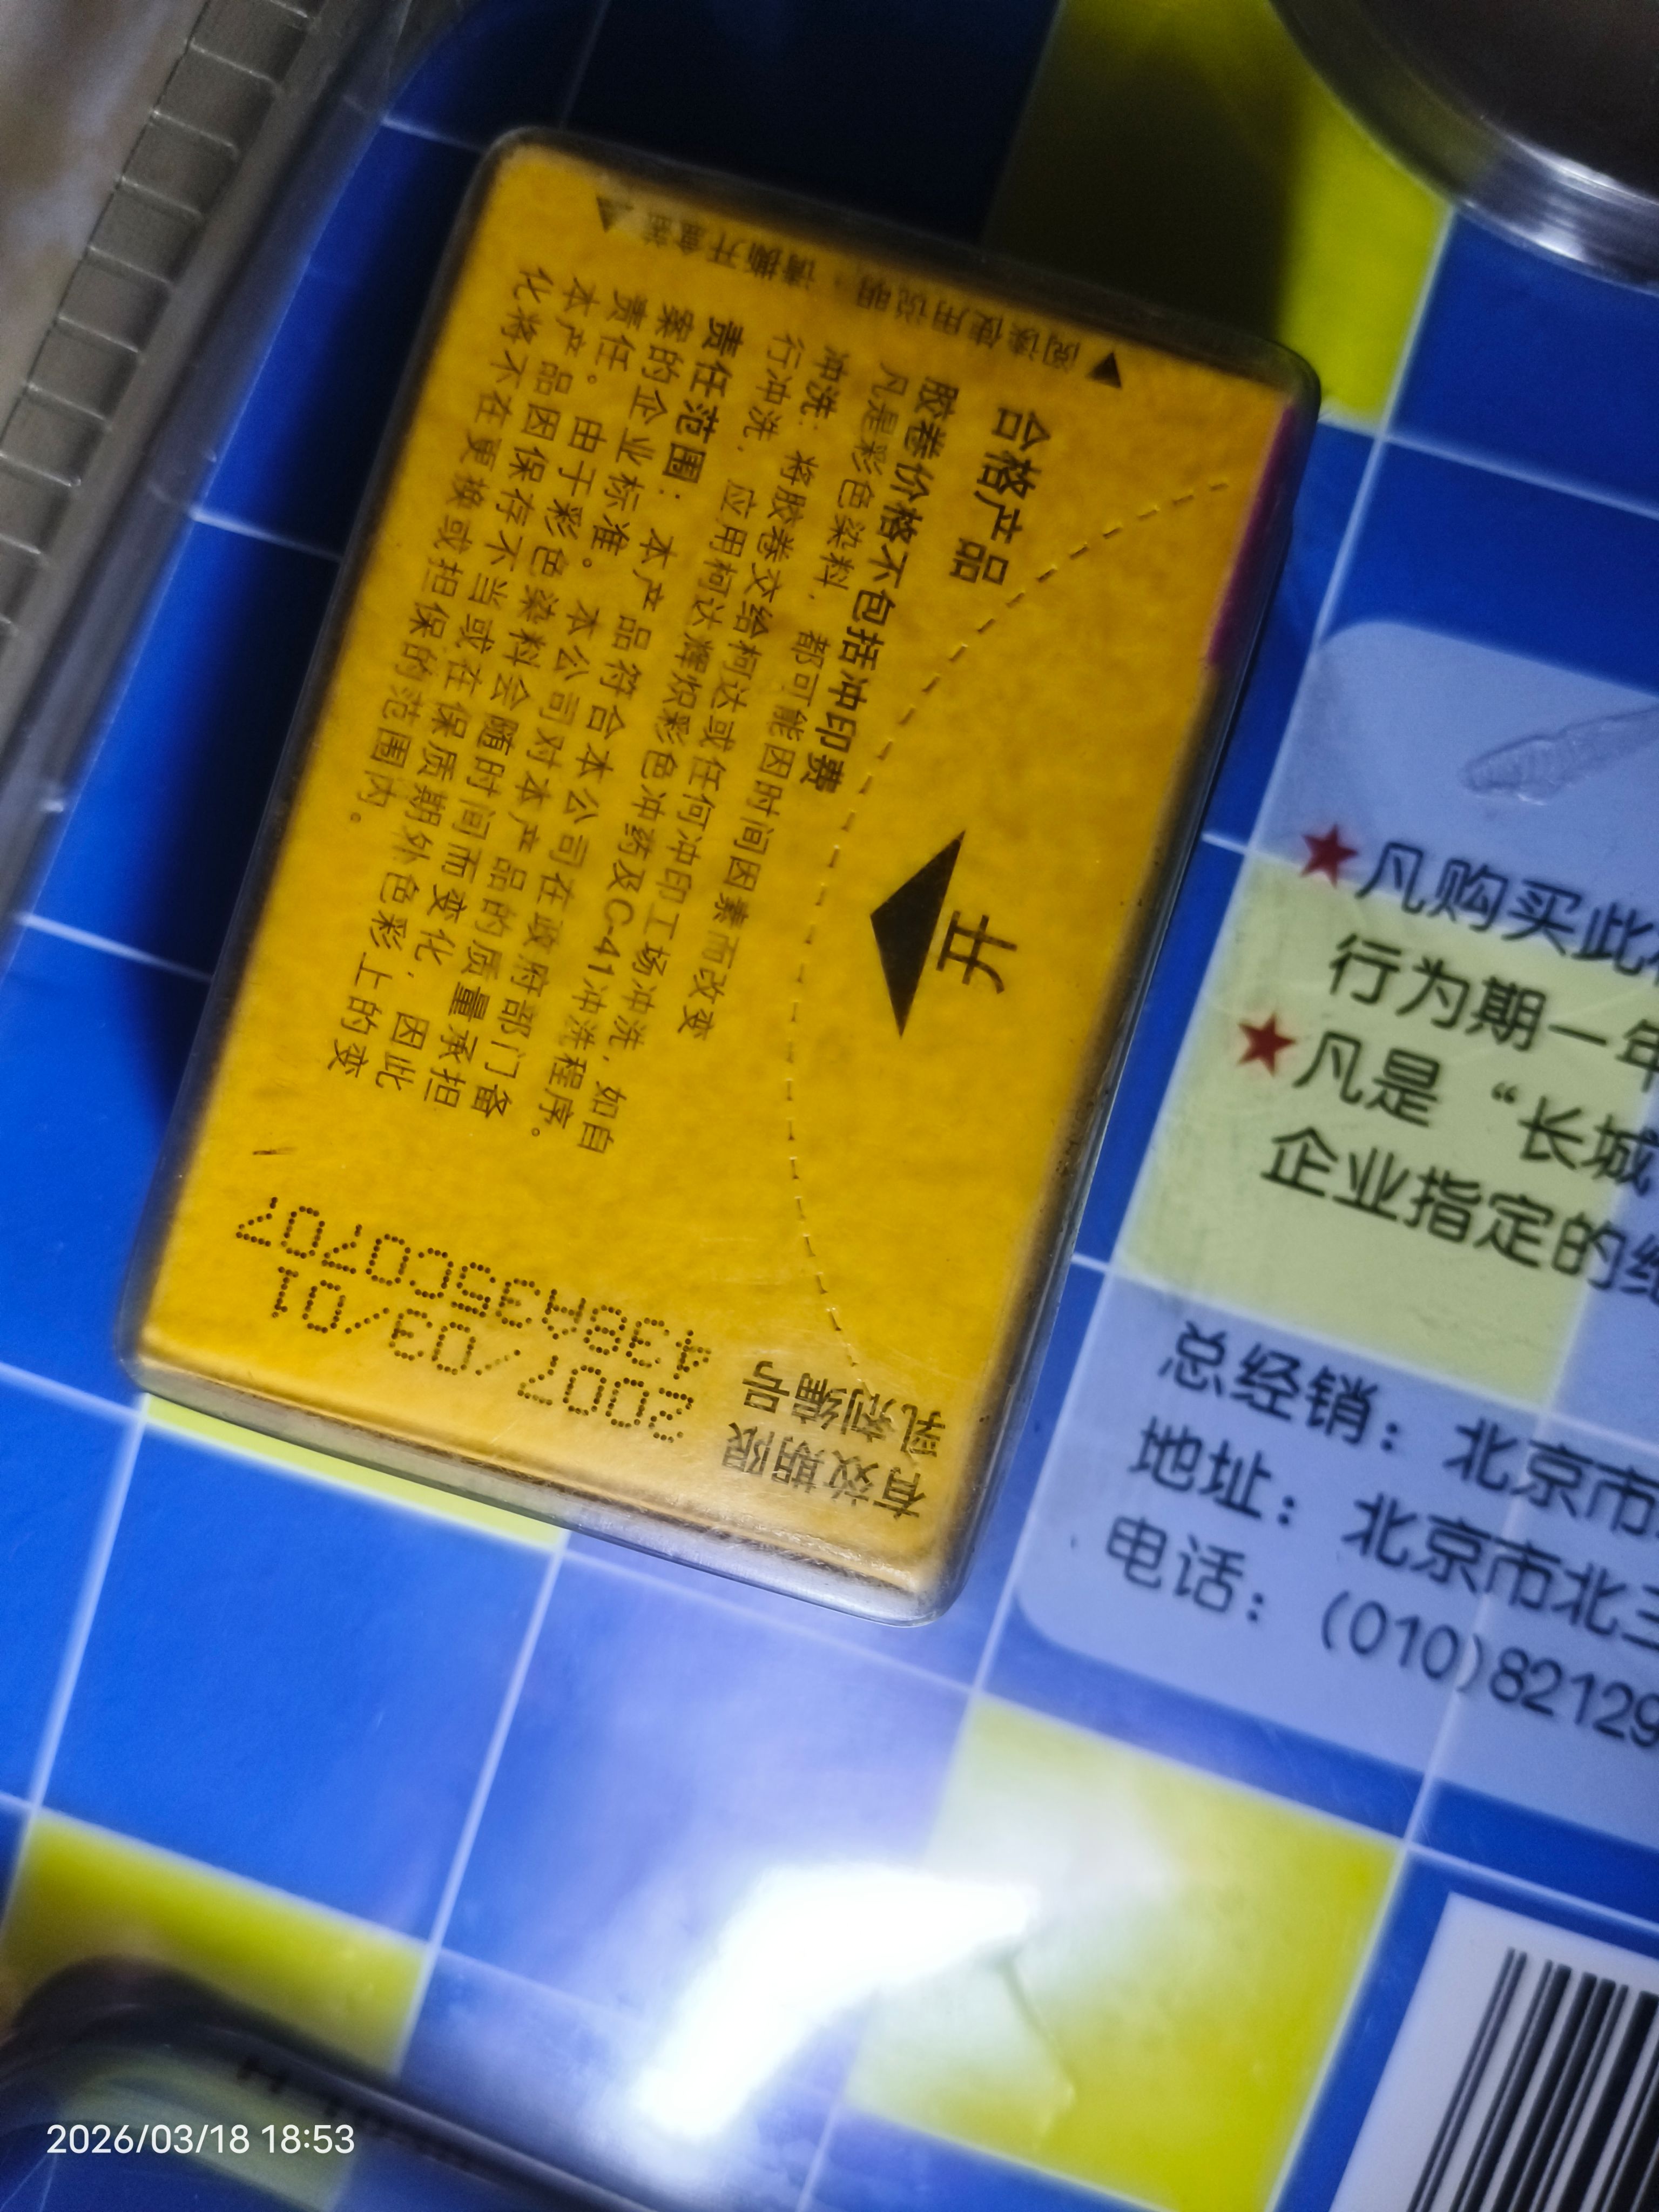 阅读使用说明，请撕开盒盖
合格产品
胶卷价格不包括冲印费
凡是彩色染料，都可能因时间因素而改变
冲洗：将胶卷交给柯达或任何冲印工场冲洗，如自
行冲洗，应用柯达辉炽彩色冲药及C-41冲洗程序。
责任范围：本产品符合本公司在政府部门备
案的企业标准。本公司对本产品的质量承担
责任。由于彩色染料会随时间而变化，因此
本产品因保存不当或在保质期外色彩上的变
化将不在更换或担保的范围内。
开
乳剂编号
438A35C0707
有效期限
2007/03/01
★凡购买此
行为期一年
★凡是“长城
企业指定的
总经销：北京市
地址：北京市北三
电话：(010)82129
2026/03/18 18:53